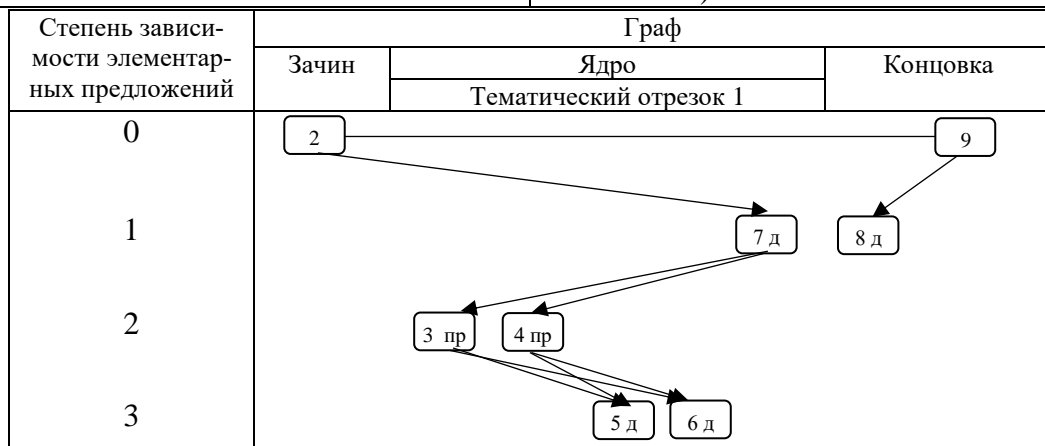 Степень зависи-
мости элементар-
ных предложений
Граф
Зачин
Ядро
Концовка
Тематический отрезок 1
0
2
9
1
7 д
8 д
2
3 пр
4 пр
3
5 д
6 д